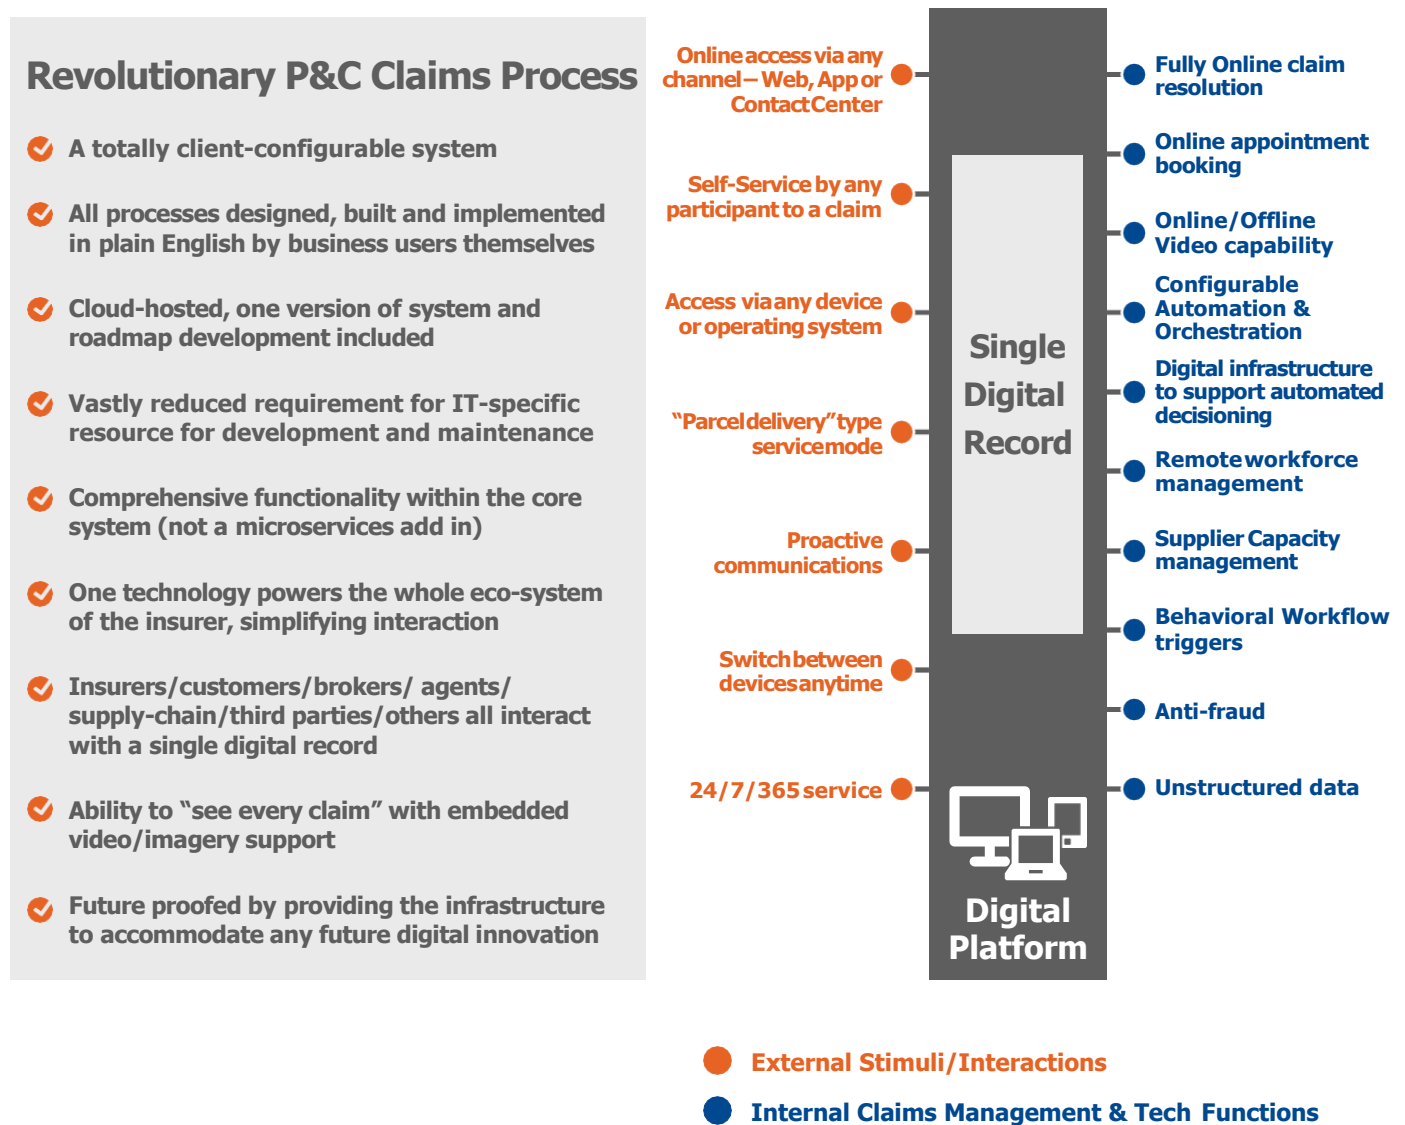 Revolutionary P&C Claims Process
A totally client-configurable system
All processes designed, built and implemented
in plain English by business users themselves
Cloud-hosted, one version of system and
roadmap development included
Vastly reduced requirement for IT-specific
resource for development and maintenance
Comprehensive functionality within the core
system (not a microservices add in)
One technology powers the whole eco-system
of the insurer, simplifying interaction
Insurers/customers/brokers/ agents/
supply-chain/third parties/others all interact
with a single digital record
Ability to “see every claim” with embedded
video/imagery support
Future proofed by providing the infrastructure
to accommodate any future digital innovation
Online access via any
channel – Web, App or
Contact Center
Self-Service by any
participant to a claim
Access via any device
or operating system
“Parcel delivery” type
service mode
Proactive
communications
Switch between
devices anytime
24/7/365 service
Single
Digital
Record
Digital
Platform
Fully Online claim
resolution
Online appointment
booking
Online/Offline
Video capability
Configurable
Automation &
Orchestration
Digital infrastructure
to support automated
decisioning
Remote workforce
management
Supplier Capacity
management
Behavioral Workflow
triggers
Anti-fraud
Unstructured data
External Stimuli/Interactions
Internal Claims Management & Tech Functions